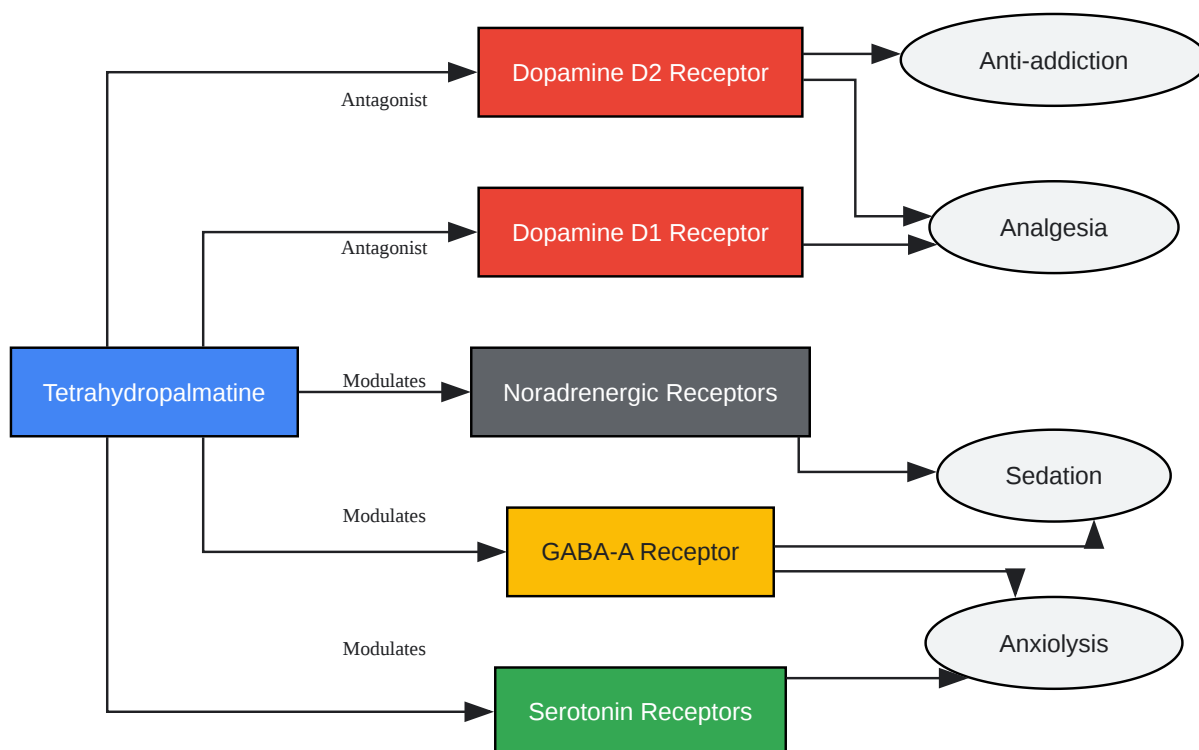 Dopamine D2 Receptor
Anti-addiction
Antagonist
Dopamine D1 Receptor
Analgesia
Antagonist
Tetrahydropalmatine
Modulates
Noradrenergic Receptors
Sedation
Modulates
GABA-A Receptor
Anxiolysis
Modulates
Serotonin Receptors